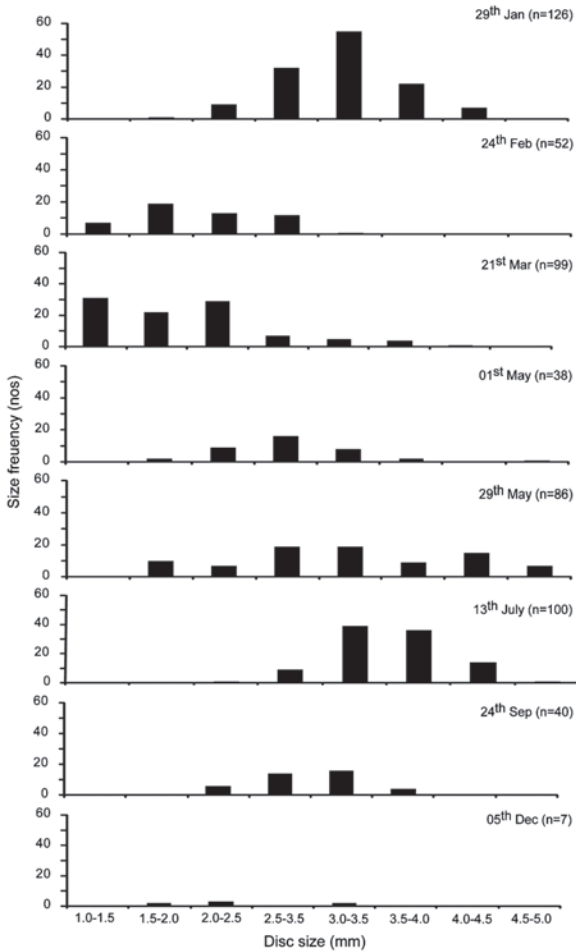 29th Jan (n=126)
60
40
20
0
24th Feb (n=52)
60
40
20
0
21st Mar (n=99)
60
40
20
0
01st May (n=38)
60
40
20
0
Size freuency (nos)
29th May (n=86)
60
40
20
0
13th July (n=100)
60
40
20
0
24th Sep (n=40)
60
40
20
0
05th Dec (n=7)
60
40
20
0
1.0-1.5 1.5-2.0 2.0-2.5 2.5-3.5 3.0-3.5 3.5-4.0 4.0-4.5 4.5-5.0
Disc size (mm)